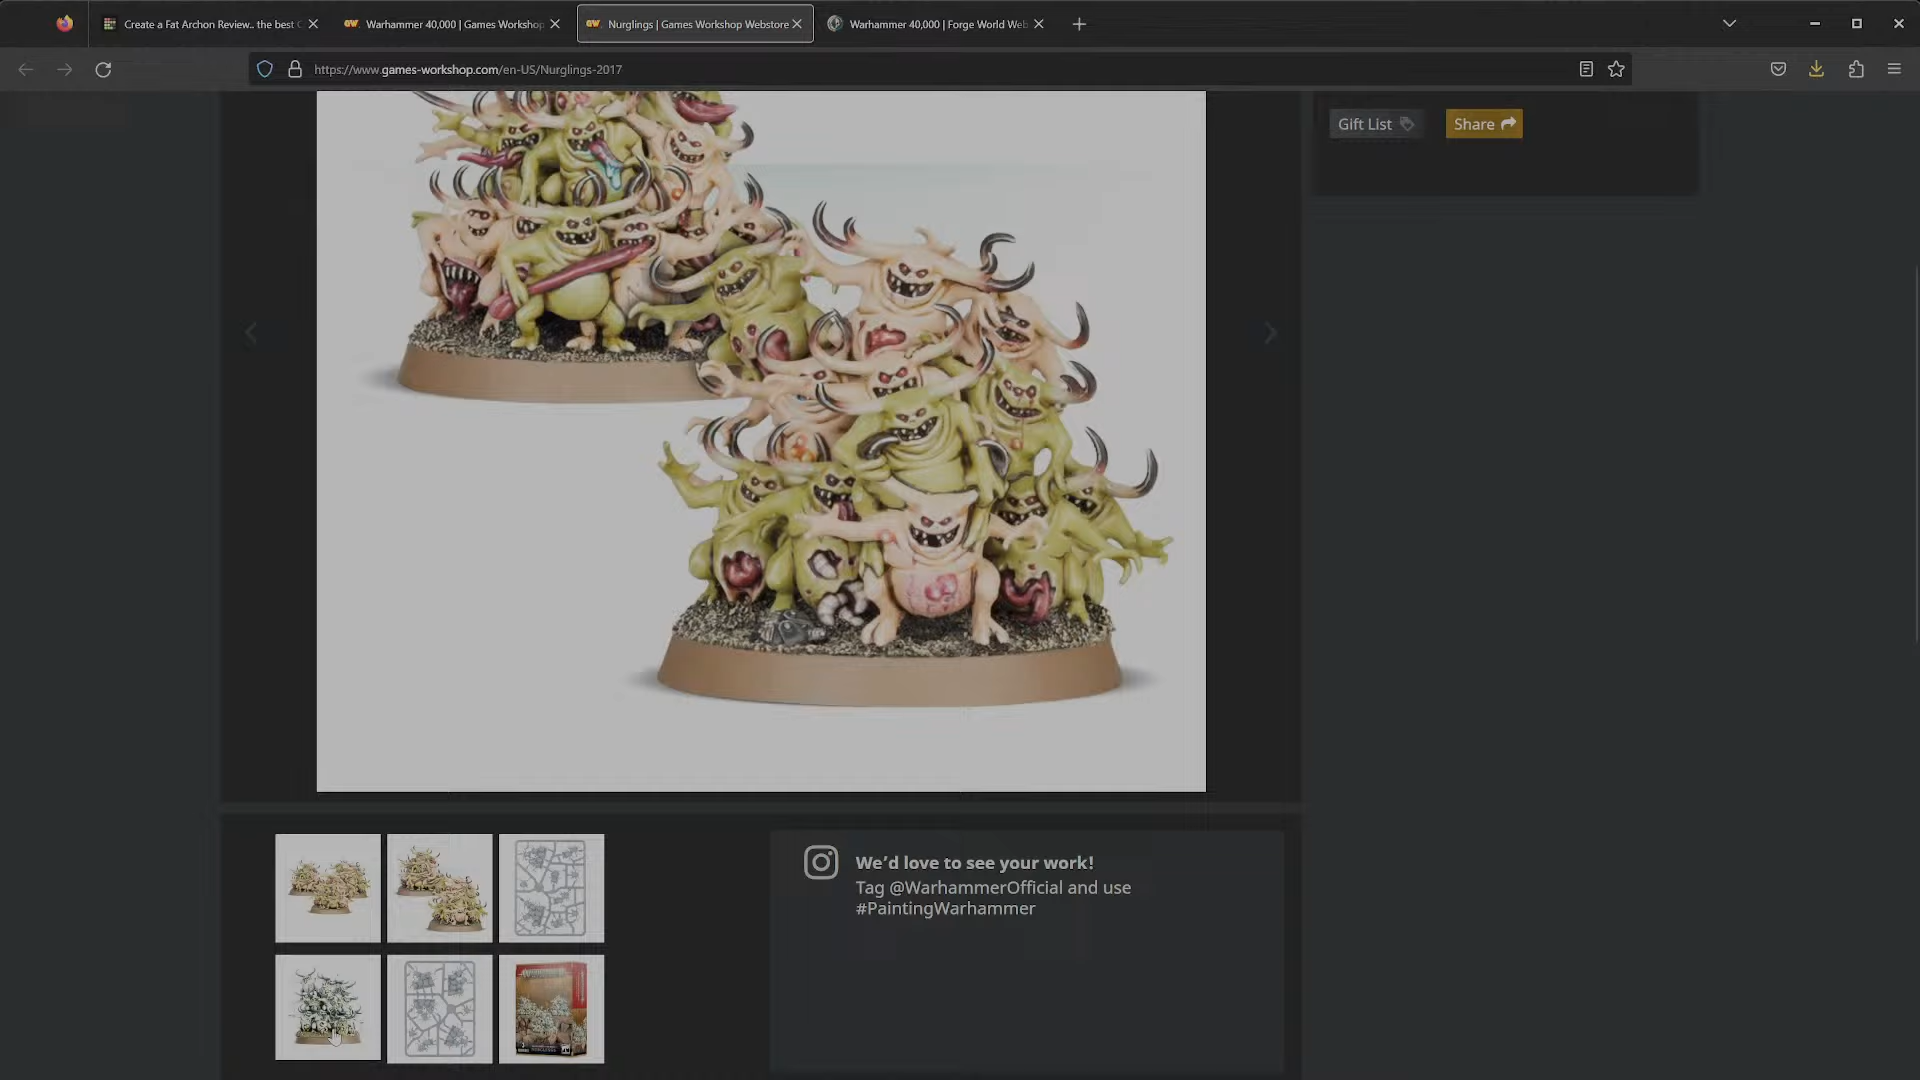 Create a Fat Archon Review.. the best C
Warhammer 40,000 | Games Workshop
Nurglings | Games Workshop Webstore
Warhammer 40,000 | Forge World Web
https://www.games-workshop.com/en-US/Nurglings-2017
Gift List
Share
We'd love to see your work!
Tag @WarhammerOfficial and use
#PaintingWarhammer